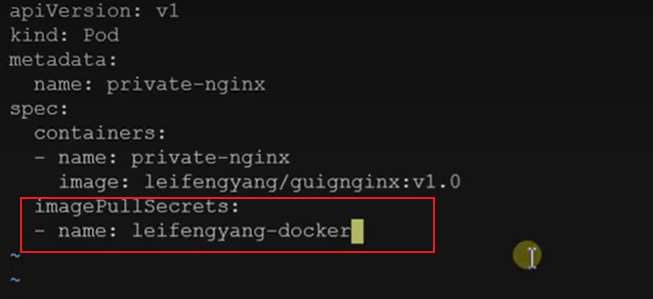 apiVersion: v1
kind: Pod
metadata:
  name: private-nginx
spec:
  containers:
  - name: private-nginx
    image: leifengyang/guignginx:v1.0
  imagePullSecrets:
  - name: leifengyang-docker
~
~